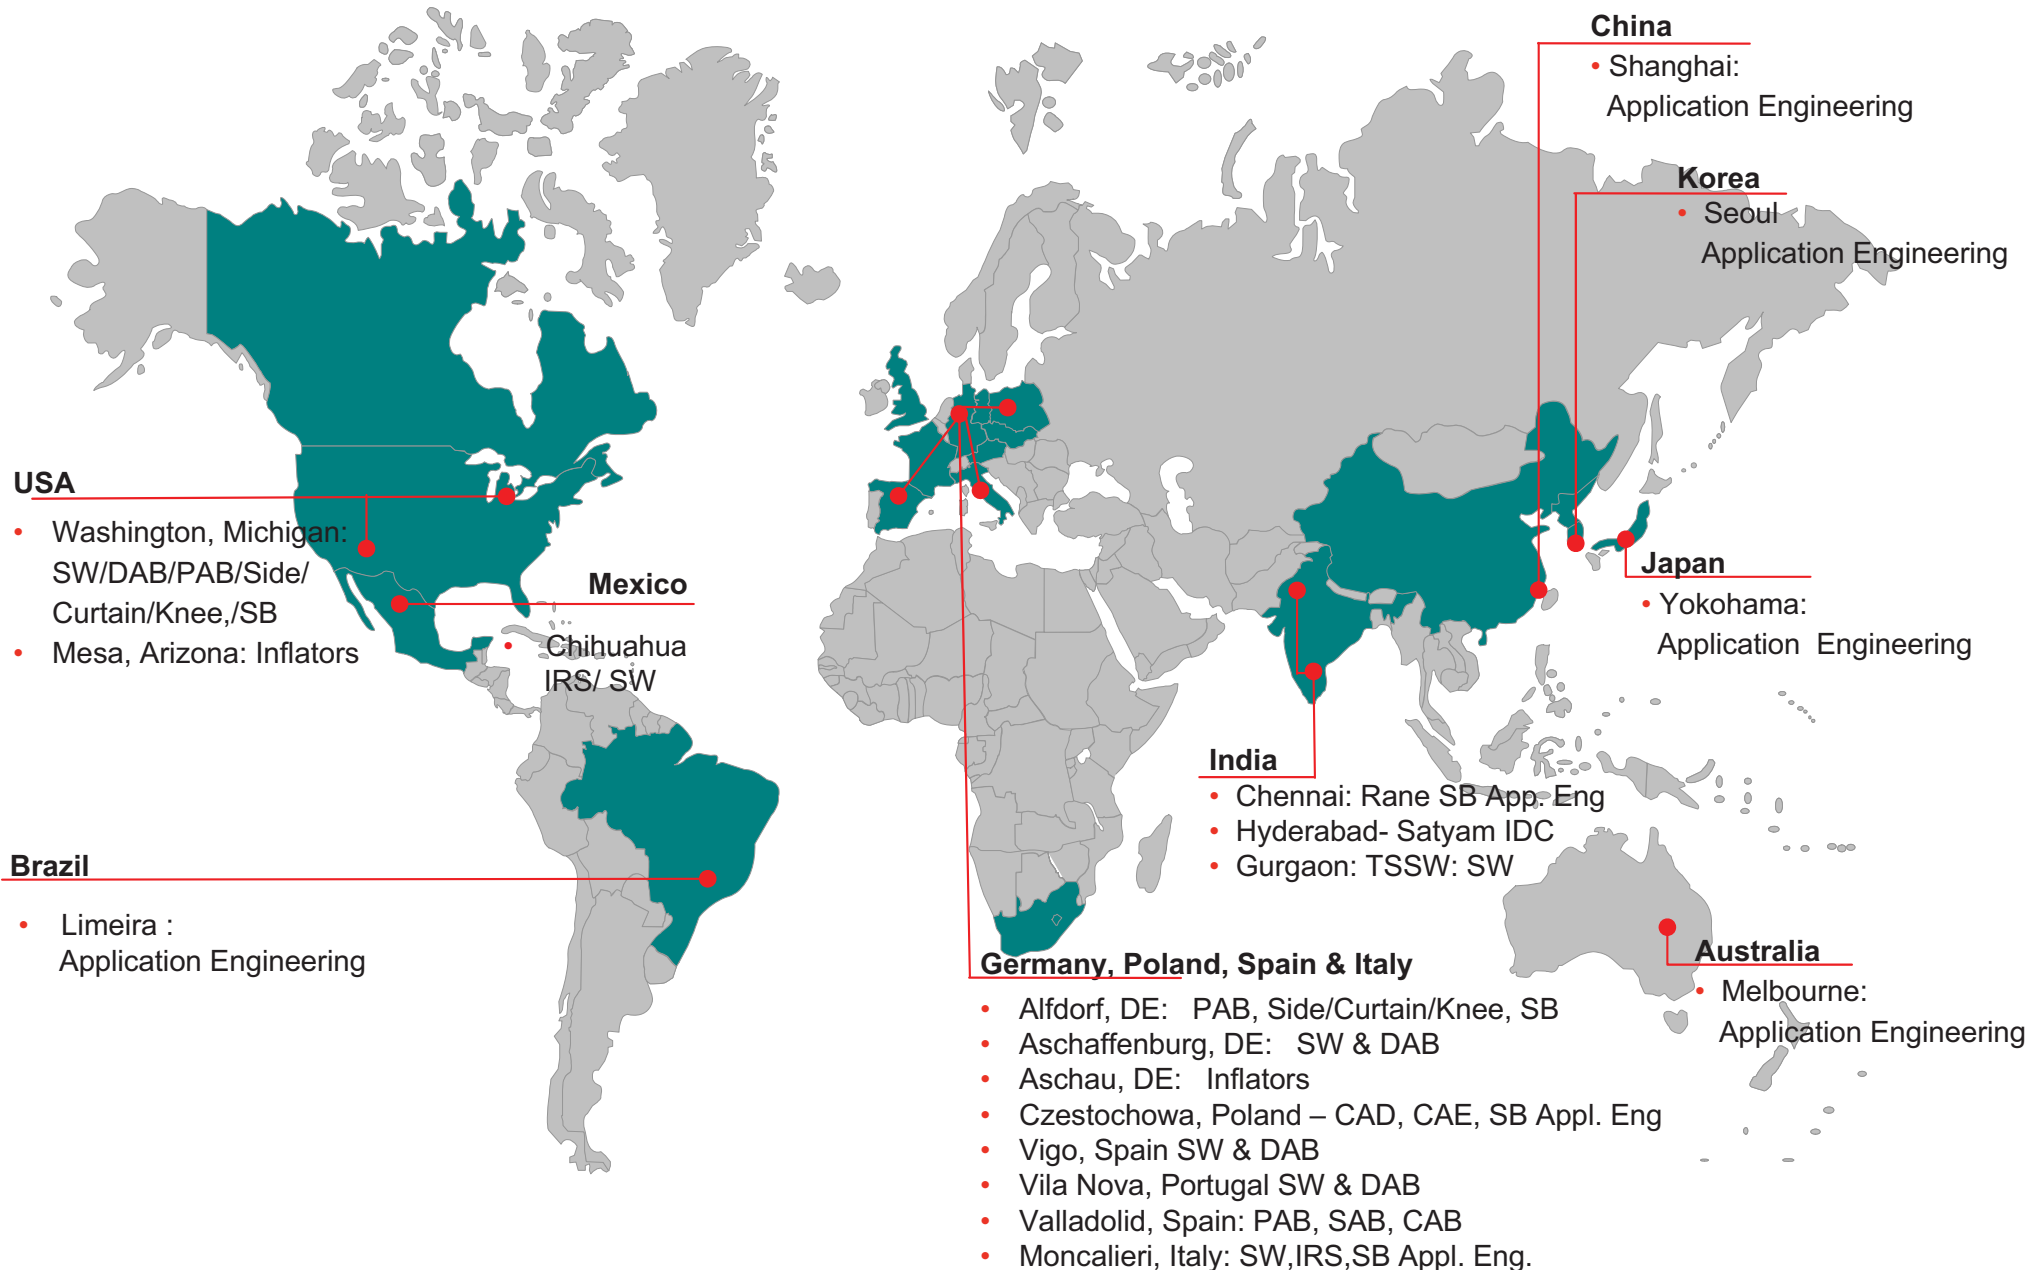 China
• Shanghai:
Application Engineering
Korea
• Seoul
Application Engineering
USA
• Washington, Michigan:
SW/DAB/PAB/Side/
Curtain/Knee,/SB
• Mesa, Arizona: Inflators
Mexico
• Chihuahua
IRS/ SW
Japan
• Yokohama:
Application Engineering
India
• Chennai: Rane SB App. Eng
• Hyderabad- Satyam IDC
• Gurgaon: TSSW: SW
Brazil
• Limeira :
Application Engineering
Australia
• Melbourne:
Application Engineering
Germany, Poland, Spain & Italy
• Alfdorf, DE: PAB, Side/Curtain/Knee, SB
• Aschaffenburg, DE: SW & DAB
• Aschau, DE: Inflators
• Czestochowa, Poland – CAD, CAE, SB Appl. Eng
• Vigo, Spain SW & DAB
• Vila Nova, Portugal SW & DAB
• Valladolid, Spain: PAB, SAB, CAB
• Moncalieri, Italy: SW,IRS,SB Appl. Eng.